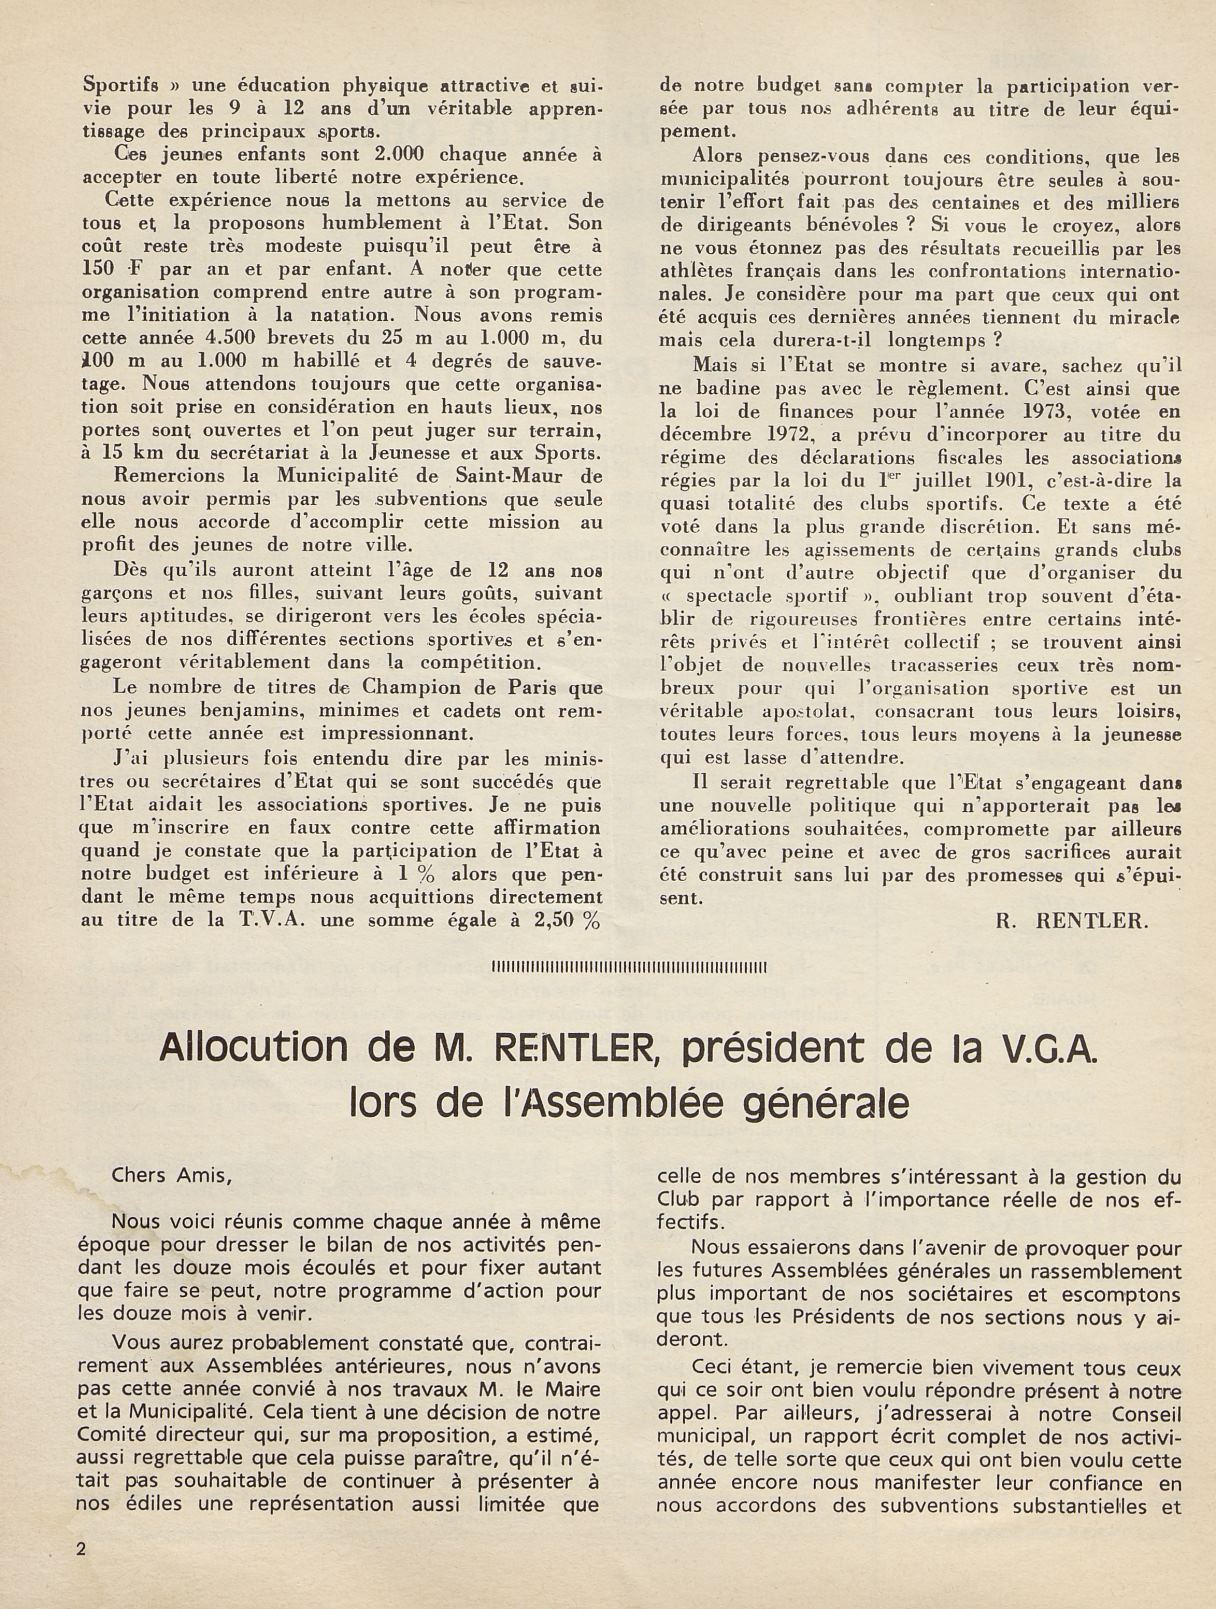 Sportifs » une éducation physique attractive et sui-
vie pour les 9 à 12 ans d'un véritable appren-
tissage des principaux sports.
Ces jeunes enfants sont 2.000 chaque année à
accepter en toute liberté notre expérience.
Cette expérience nous la mettons au service de
tous et la proposons humblement à l'Etat. Son
coût reste très modeste puisqu'il peut être à
150 F par an et par enfant. A noter que cette
organisation comprend entre autre à son program-
me l'initiation à la natation. Nous avons remis
cette année 4.500 brevets du 25 m au 1.000 m, du
100 m au 1.000 m habillé et 4 degrés de sauve-
tage. Nous attendons toujours que cette organisa-
tion soit prise en considération en hauts lieux, nos
portes sont ouvertes et l'on peut juger sur terrain,
à 15 km du secrétariat à la Jeunesse et aux Sports.
Remercions la Municipalité de Saint-Maur de
nous avoir permis par les subventions que seule
elle nous accorde d'accomplir cette mission au
profit des jeunes de notre ville.
Dès qu'ils auront atteint l'âge de 12 ans nos
garçons et nos filles, suivant leurs goûts, suivant
leurs aptitudes, se dirigeront vers les écoles spécia-
lisées de nos différentes sections sportives et s'en-
gageront véritablement dans la compétition.
Le nombre de titres de Champion de Paris que
nos jeunes benjamins, minimes et cadets ont rem-
porté cette année est impressionnant.
J'ai plusieurs fois entendu dire par les minis-
tres ou secrétaires d'Etat qui se sont succédés que
l'Etat aidait les associations sportives. Je ne puis
que m'inscrire en faux contre cette affirmation
quand je constate que la participation de l'Etat à
notre budget est inférieure à 1 % alors que pen-
dant le même temps nous acquittions directement
au titre de la T.V.A. une somme égale à 2,50 %
de notre budget sans compter la participation ver-
sée par tous nos adhérents au titre de leur équi-
pement.
Alors pensez-vous dans ces conditions, que les
municipalités pourront toujours être seules à sou-
tenir l'effort fait pas des centaines et des milliers
de dirigeants bénévoles ? Si vous le croyez, alors
ne vous étonnez pas des résultats recueillis par les
athlètes français dans les confrontations internatio-
nales. Je considère pour ma part que ceux qui ont
été acquis ces dernières années tiennent du miracle
mais cela durera-t-il longtemps ?
Mais si l'Etat se montre si avare, sachez qu'il
ne badine pas avec le règlement. C'est ainsi que
la loi de finances pour l'année 1973, votée en
décembre 1972, a prévu d'incorporer au titre du
régime des déclarations fiscales les associations
régies par la loi du 1er juillet 1901, c'est-à-dire la
quasi totalité des clubs sportifs. Ce texte a été
voté dans la plus grande discrétion. Et sans mé-
connaître les agissements de certains grands clubs
qui n'ont d'autre objectif que d'organiser du
« spectacle sportif », oubliant trop souvent d'éta-
blir de rigoureuses frontières entre certains inté-
rêts privés et l'intérêt collectif ; se trouvent ainsi
l'objet de nouvelles tracasseries ceux très nom-
breux pour qui l'organisation sportive est un
véritable apostolat, consacrant tous leurs loisirs,
toutes leurs forces, tous leurs moyens à la jeunesse
qui est lasse d'attendre.
Il serait regrettable que l'Etat s'engageant dans
une nouvelle politique qui n'apporterait pas les
améliorations souhaitées, compromette par ailleurs
ce qu'avec peine et avec de gros sacrifices aurait
été construit sans lui par des promesses qui s'épui-
sent.
R. RENTLER.
Allocution de M. RENTLER, président de la V.G.A.
lors de l'Assemblée générale
Chers Amis,
Nous voici réunis comme chaque année à même
époque pour dresser le bilan de nos activités pen-
dant les douze mois écoulés et pour fixer autant
que faire se peut, notre programme d'action pour
les douze mois à venir.
Vous aurez probablement constaté que, contrai-
rement aux Assemblées antérieures, nous n'avons
pas cette année convié à nos travaux M. le Maire
et la Municipalité. Cela tient à une décision de notre
Comité directeur qui, sur ma proposition, a estimé,
aussi regrettable que cela puisse paraître, qu'il n'é-
tait pas souhaitable de continuer à présenter à
nos édiles une représentation aussi limitée que
celle de nos membres s'intéressant à la gestion du
Club par rapport à l'importance réelle de nos ef-
fectifs.
Nous essaierons dans l'avenir de provoquer pour
les futures Assemblées générales un rassemblement
plus important de nos sociétaires et escomptons
que tous les Présidents de nos sections nous y ai-
deront.
Ceci étant, je remercie bien vivement tous ceux
qui ce soir ont bien voulu répondre présent à notre
appel. Par ailleurs, j'adresserai à notre Conseil
municipal, un rapport écrit complet de nos activi-
tés, de telle sorte que ceux qui ont bien voulu cette
année encore nous manifester leur confiance en
nous accordons des subventions substantielles et
2